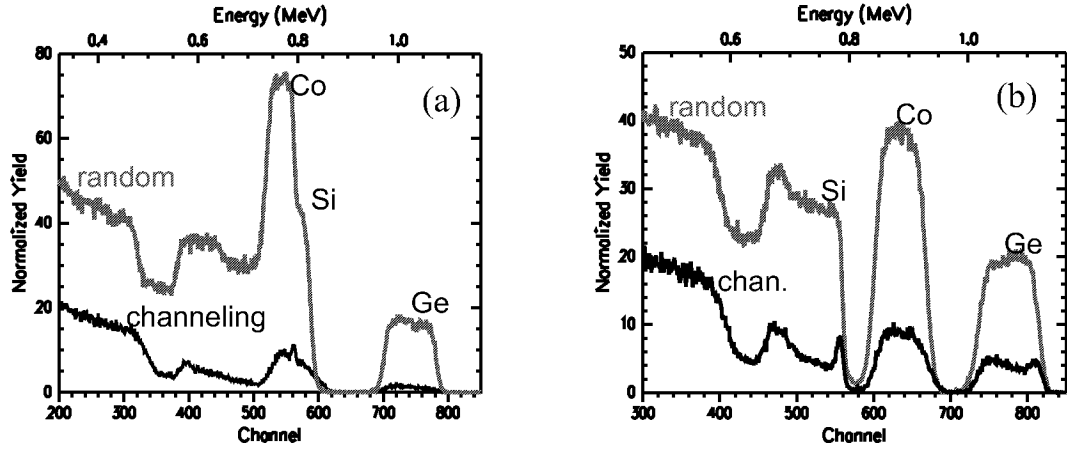 Energy (MeV)
0.4 0.6 0.8 1.0
80
60
40
20
0
Normalized Yield
(a)
Co
random
Si
channeling
Ge
200 300 400 500 600 700 800
Channel
Energy (MeV)
0.6 0.8 1.0
50
40
30
20
10
0
Normalized Yield
(b)
random
Co
Si
Ge
chan.
300 400 500 600 700 800
Channel